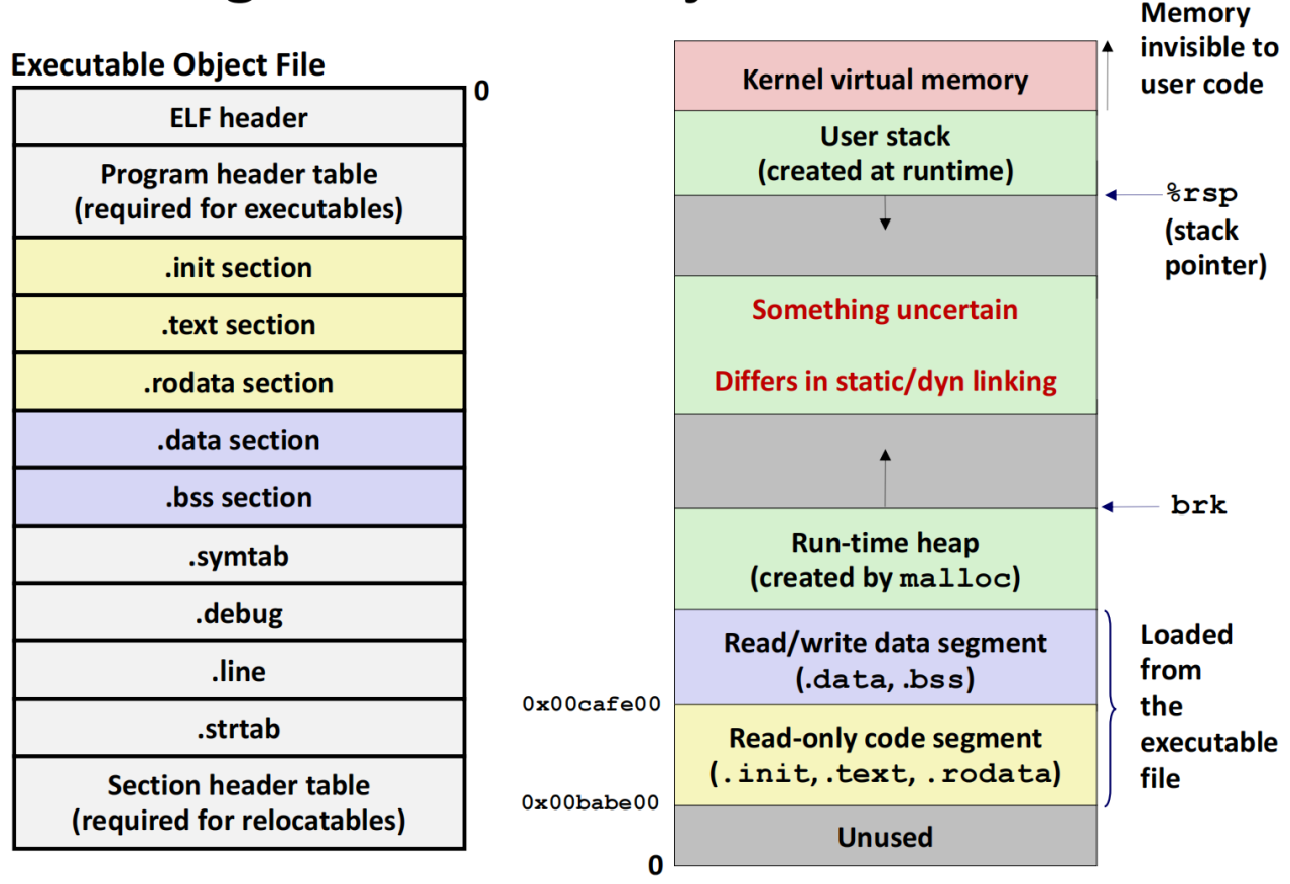 Executable Object File
0
ELF header
Program header table
(required for executables)
.init section
.text section
.rodata section
.data section
.bss section
.symtab
.debug
.line
.strtab
Section header table
(required for relocatables)
Memory
invisible to
user code
Kernel virtual memory
User stack
(created at runtime)
%rsp
(stack
pointer)
Something uncertain
Differs in static/dyn linking
brk
Run-time heap
(created by malloc)
Read/write data segment
(.data, .bss)
Loaded
from
the
executable
file
0x00cafe00
Read-only code segment
(.init, .text, .rodata)
0x00babe00
Unused
0